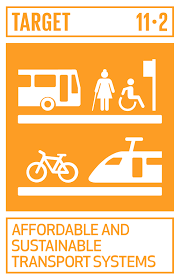 TARGET 11·2
AFFORDABLE AND
SUSTAINABLE
TRANSPORT SYSTEMS